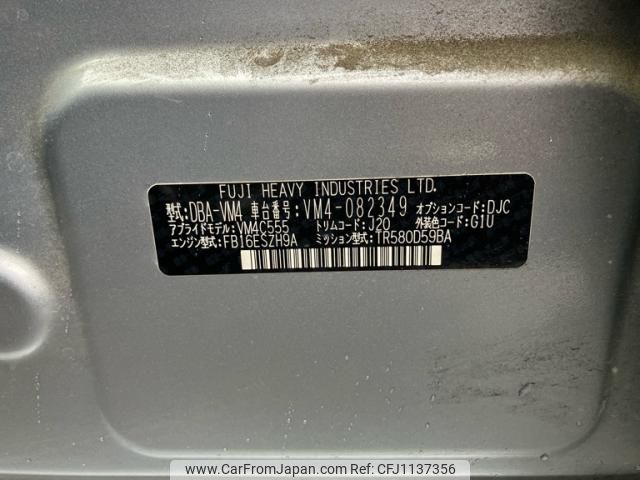 FUJI HEAVY INDUSTRIES LTD.
型式:DBA-VM4 車台番号:VM4-082349 オプションコード:DJC
アプライドモデル:VM4C555 トリムコード:J20 外装色コード:G1U
エンジン型式:FB16ESZH9A ミッション型式:TR580D59BA
www.CarFromJapan.com - CFJ1137356